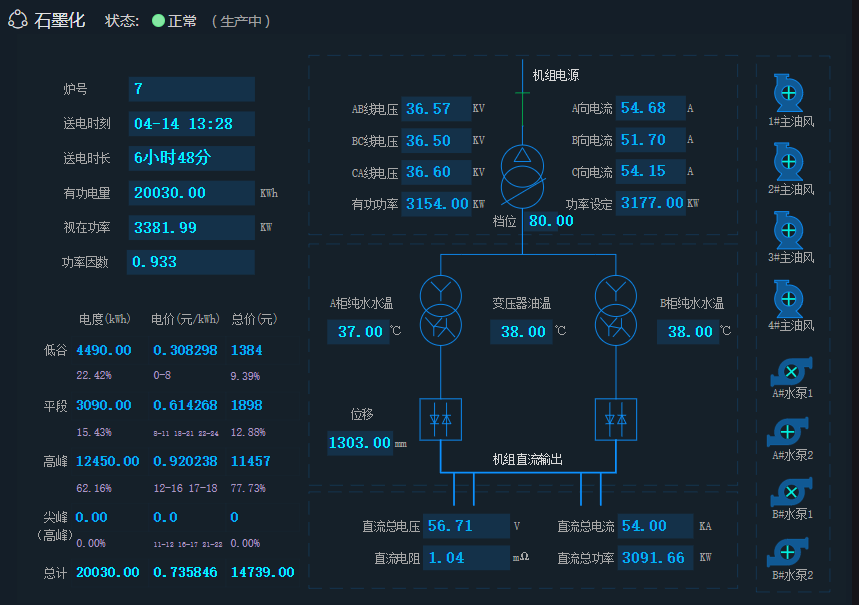 石墨化 状态: 正常 （生产中）
炉号 7
送电时刻 04-14 13:28
送电时长 6小时48分
有功电量 20030.00 KWh
视在功率 3381.99 KW
功率因数 0.933
电度(kWh) 电价(元/kWh) 总价(元)
低谷 4490.00 0.308298 1384
22.42% 0-8 9.39%
平段 3090.00 0.614268 1898
15.43% 8-11 18-21 22-24 12.88%
高峰 12450.00 0.920238 11457
62.16% 12-16 17-18 77.73%
尖峰 0.00 0.0 0
(高峰) 0.00% 11-12 16-17 21-22 0.00%
总计 20030.00 0.735846 14739.00
机组电源
AB线电压 36.57 KV
BC线电压 36.50 KV
CA线电压 36.60 KV
有功功率 3154.00 KW
A向电流 54.68 A
B向电流 51.70 A
C向电流 54.15 A
功率设定 3177.00 KW
档位 80.00
A柜纯水水温 变压器油温 B柜纯水水温
37.00 ℃ 38.00 ℃ 38.00 ℃
位移
1303.00 mm
机组直流输出
直流总电压 56.71 V 直流总电流 54.00 KA
直流电阻 1.04 mΩ 直流总功率 3091.66 KW
1#主油风
2#主油风
3#主油风
4#主油风
A#水泵1
A#水泵2
B#水泵1
B#水泵2